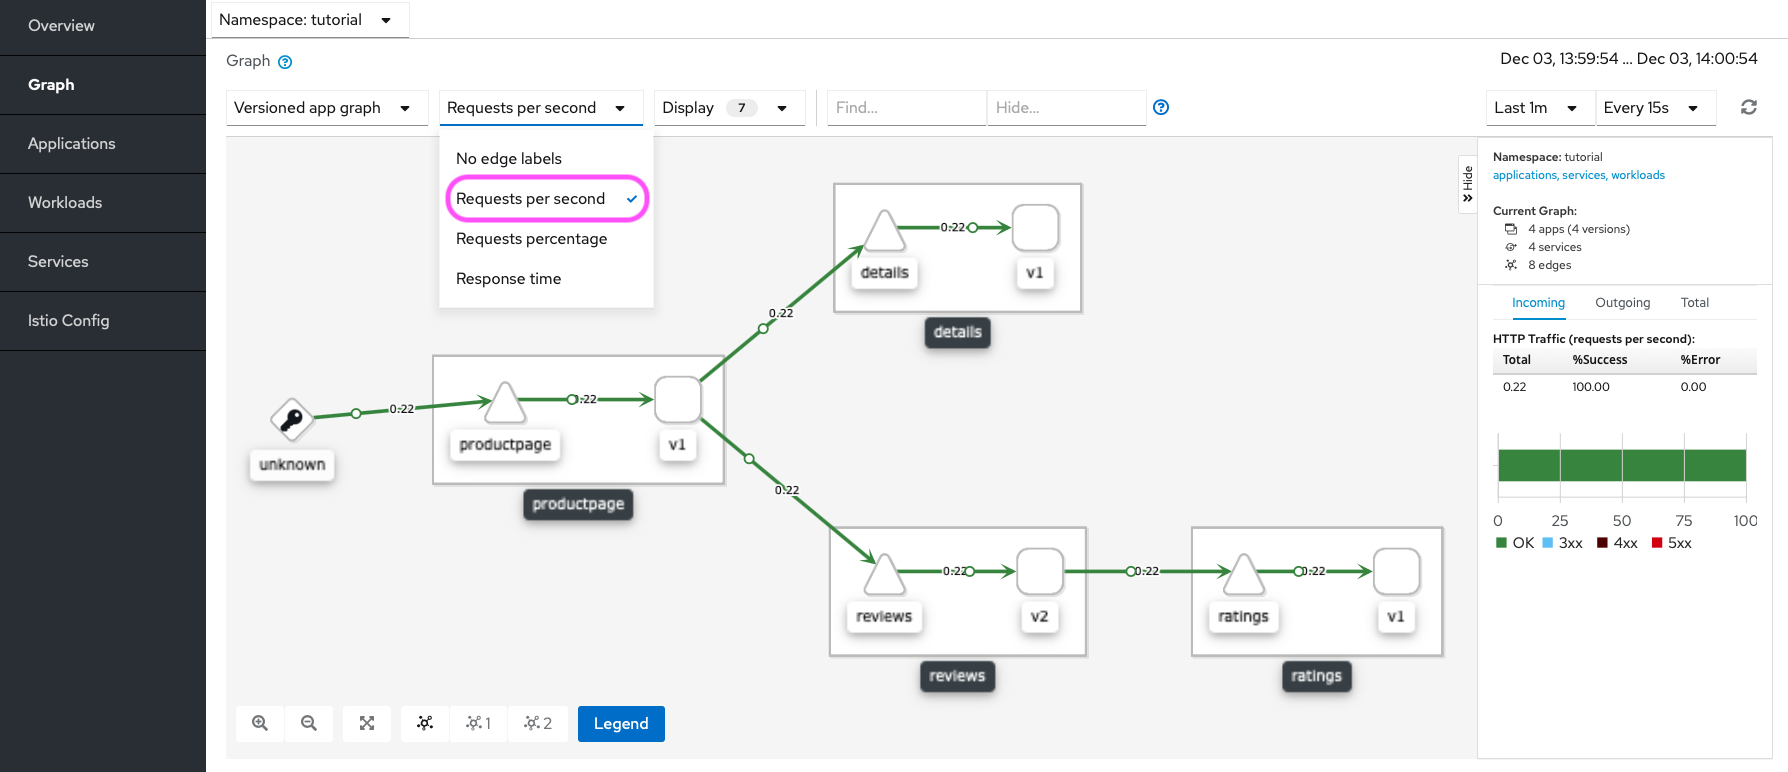 Overview
Graph
Applications
Workloads
Services
Istio Config
Namespace: tutorial
Graph
Dec 03, 13:59:54 ... Dec 03, 14:00:54
Versioned app graph
Requests per second
Display 7
Find...
Hide...
Last 1m
Every 15s
No edge labels
Requests per second
Requests percentage
Response time
0.22
details
v1
details
0.22
unknown
0.22
0.22
productpage
v1
productpage
0.22
0.22
reviews
v2
reviews
0.22
0.22
ratings
v1
ratings
1
2
Legend
Hide
Namespace: tutorial
applications, services, workloads
Current Graph:
4 apps (4 versions)
4 services
8 edges
Incoming Outgoing Total
HTTP Traffic (requests per second):
Total %Success %Error
0.22 100.00 0.00
0 25 50 75 100
OK 3xx 4xx 5xx